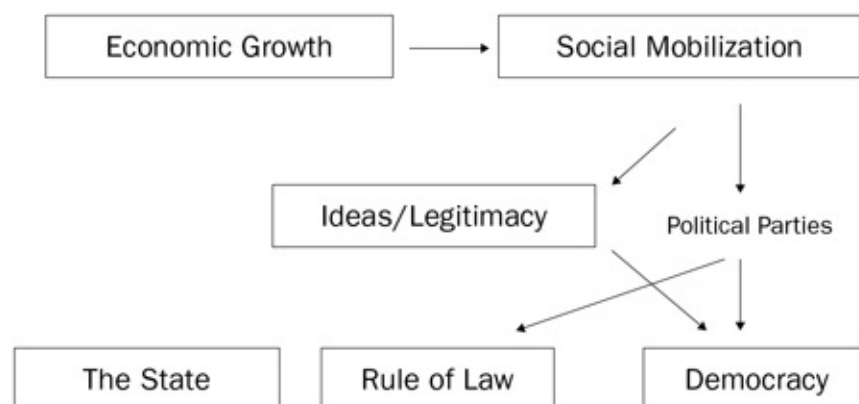 Economic Growth
Social Mobilization
Ideas/Legitimacy
Political Parties
The State
Rule of Law
Democracy